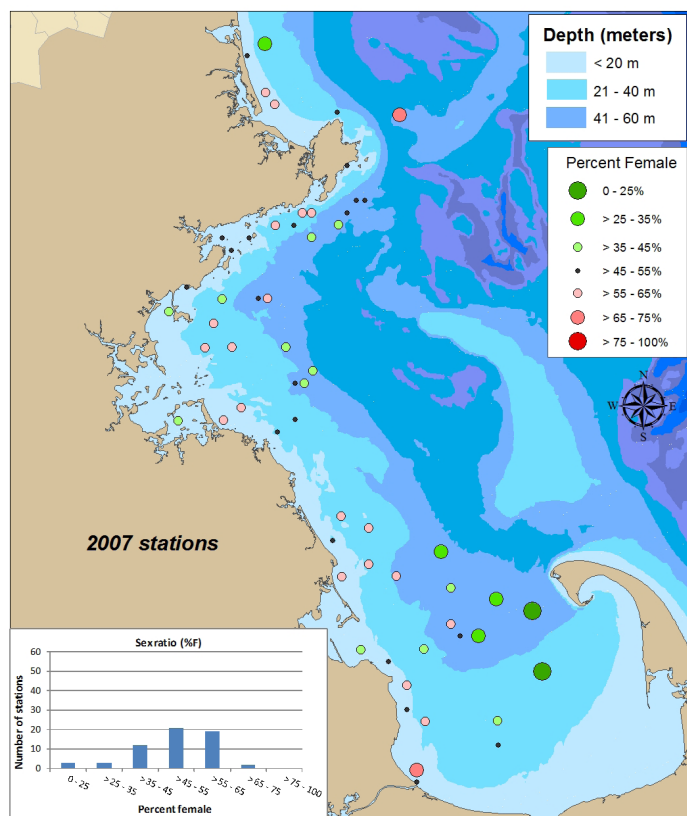 Depth (meters)
< 20 m
21 - 40 m
41 - 60 m
Percent Female
0 - 25%
> 25 - 35%
> 35 - 45%
> 45 - 55%
> 55 - 65%
> 65 - 75%
> 75 - 100%
N
W E
S
2007 stations
Sex ratio (%F)
Number of stations
60
50
40
30
20
10
0
0 - 25
> 25 - 35
> 35 - 45
> 45 - 55
> 55 - 65
> 65 - 75
> 75 - 100
Percent female